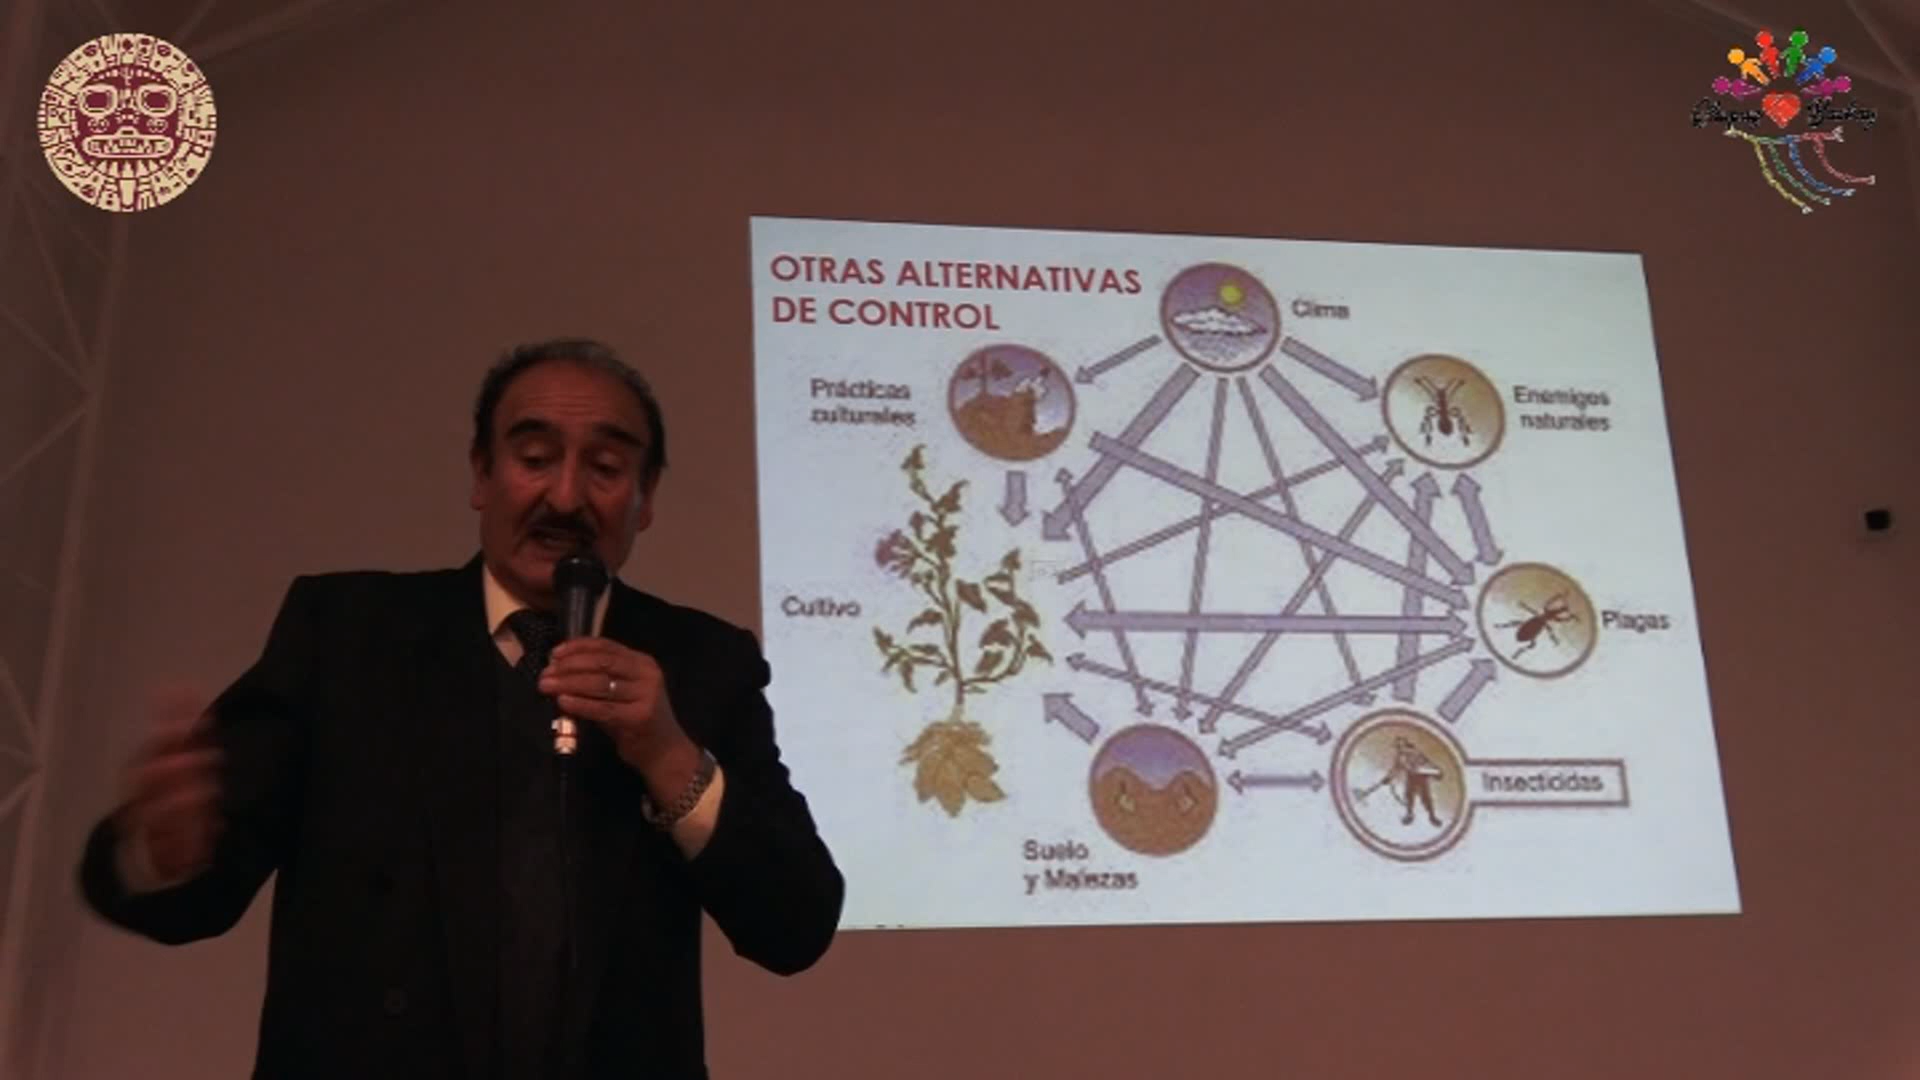 OTRAS ALTERNATIVAS
DE CONTROL
Clima
Prácticas
culturales
Enemigos
naturales
Cultivo
Plagas
Insecticidas
Suelo
y Malezas